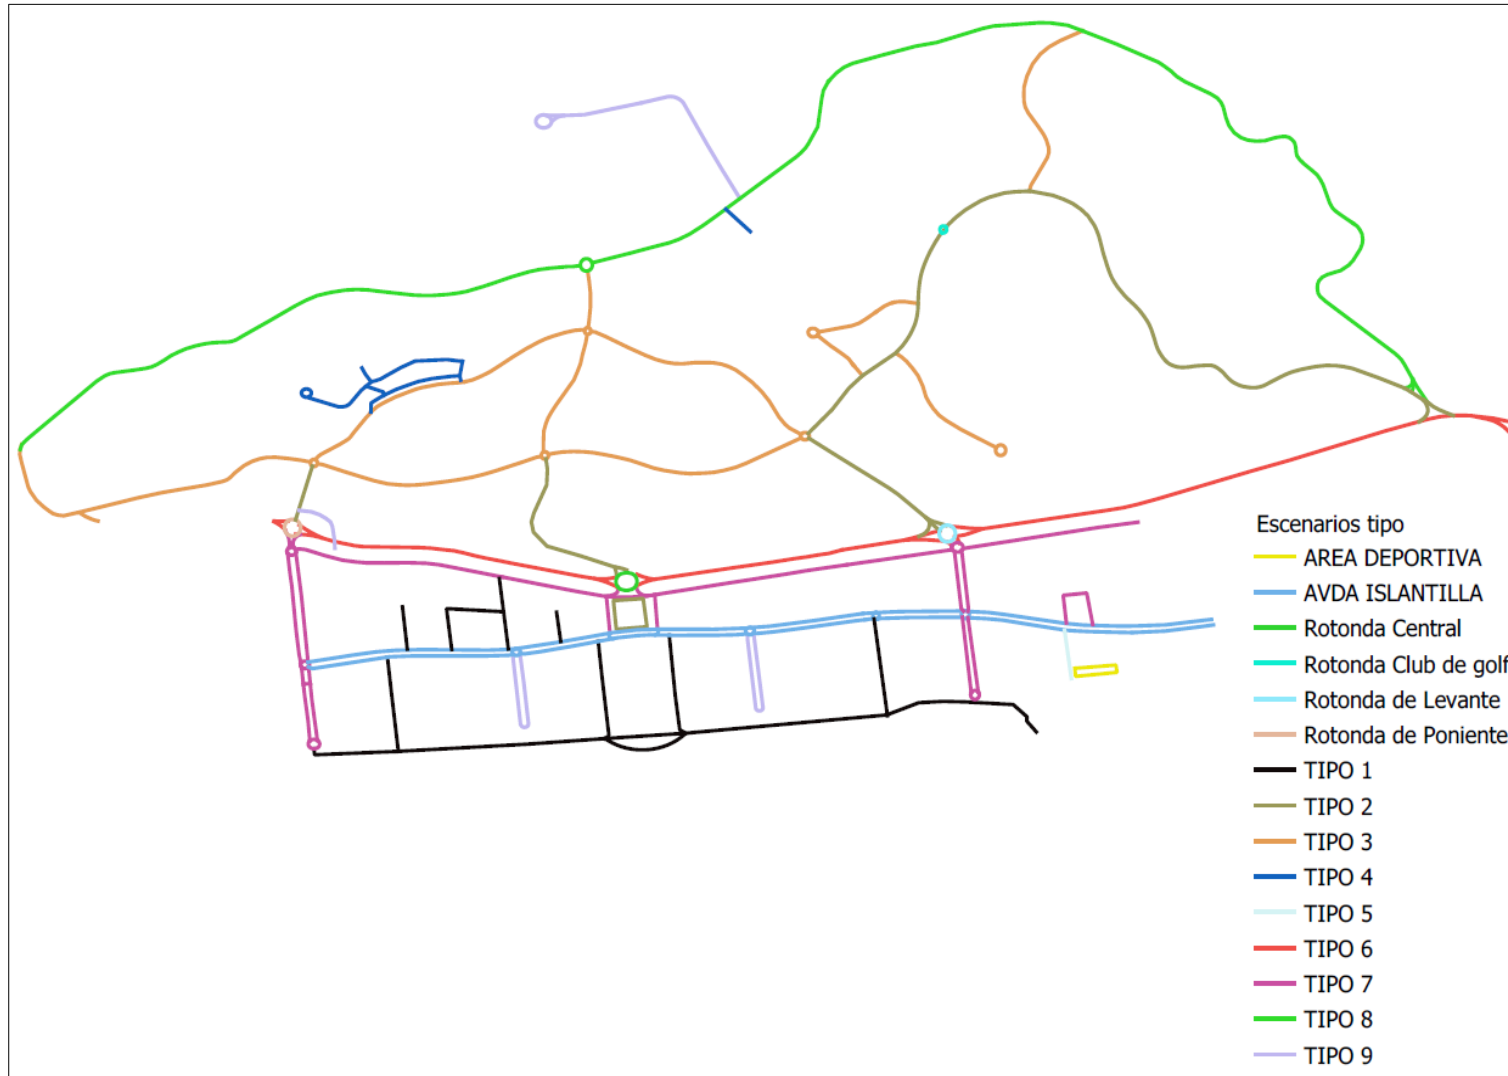 Escenarios tipo
AREA DEPORTIVA
AVDA ISLANTILLA
Rotonda Central
Rotonda Club de golf
Rotonda de Levante
Rotonda de Poniente
TIPO 1
TIPO 2
TIPO 3
TIPO 4
TIPO 5
TIPO 6
TIPO 7
TIPO 8
TIPO 9